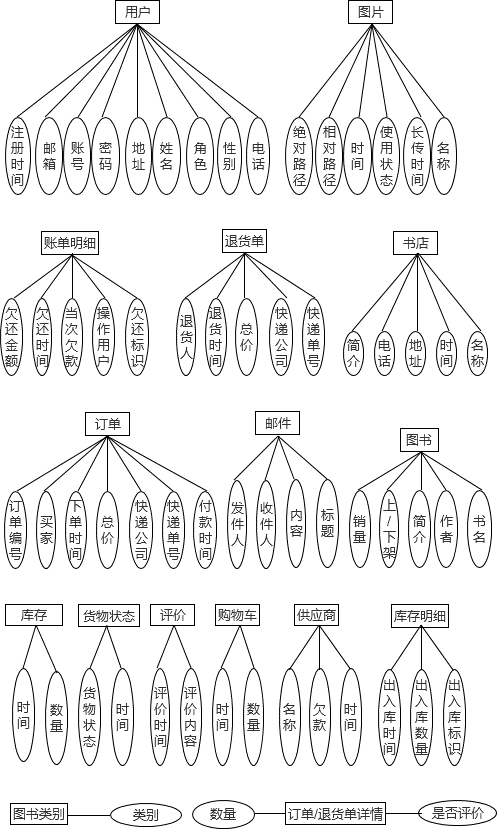 用户
图片
注册时间
邮箱
账号
密码
地址
姓名
角色
性别
电话
绝对路径
相对路径
时间
使用状态
长传时间
名称
账单明细
退货单
书店
欠还金额
欠还时间
当次欠款
操作用户
欠还标识
退货人
退货时间
总价
快递公司
快递单号
简介
电话
地址
时间
名称
订单
邮件
图书
订单编号
买家
下单时间
总价
快递公司
快递单号
付款时间
发件人
收件人
内容
标题
销量
上/下架
简介
作者
书名
库存
货物状态
评价
购物车
供应商
库存明细
时间
数量
货物状态
时间
评价时间
评价内容
时间
数量
名称
欠款
时间
出入库时间
出入库数量
出入库标识
图书类别
类别
数量
订单/退货单详情
是否评价